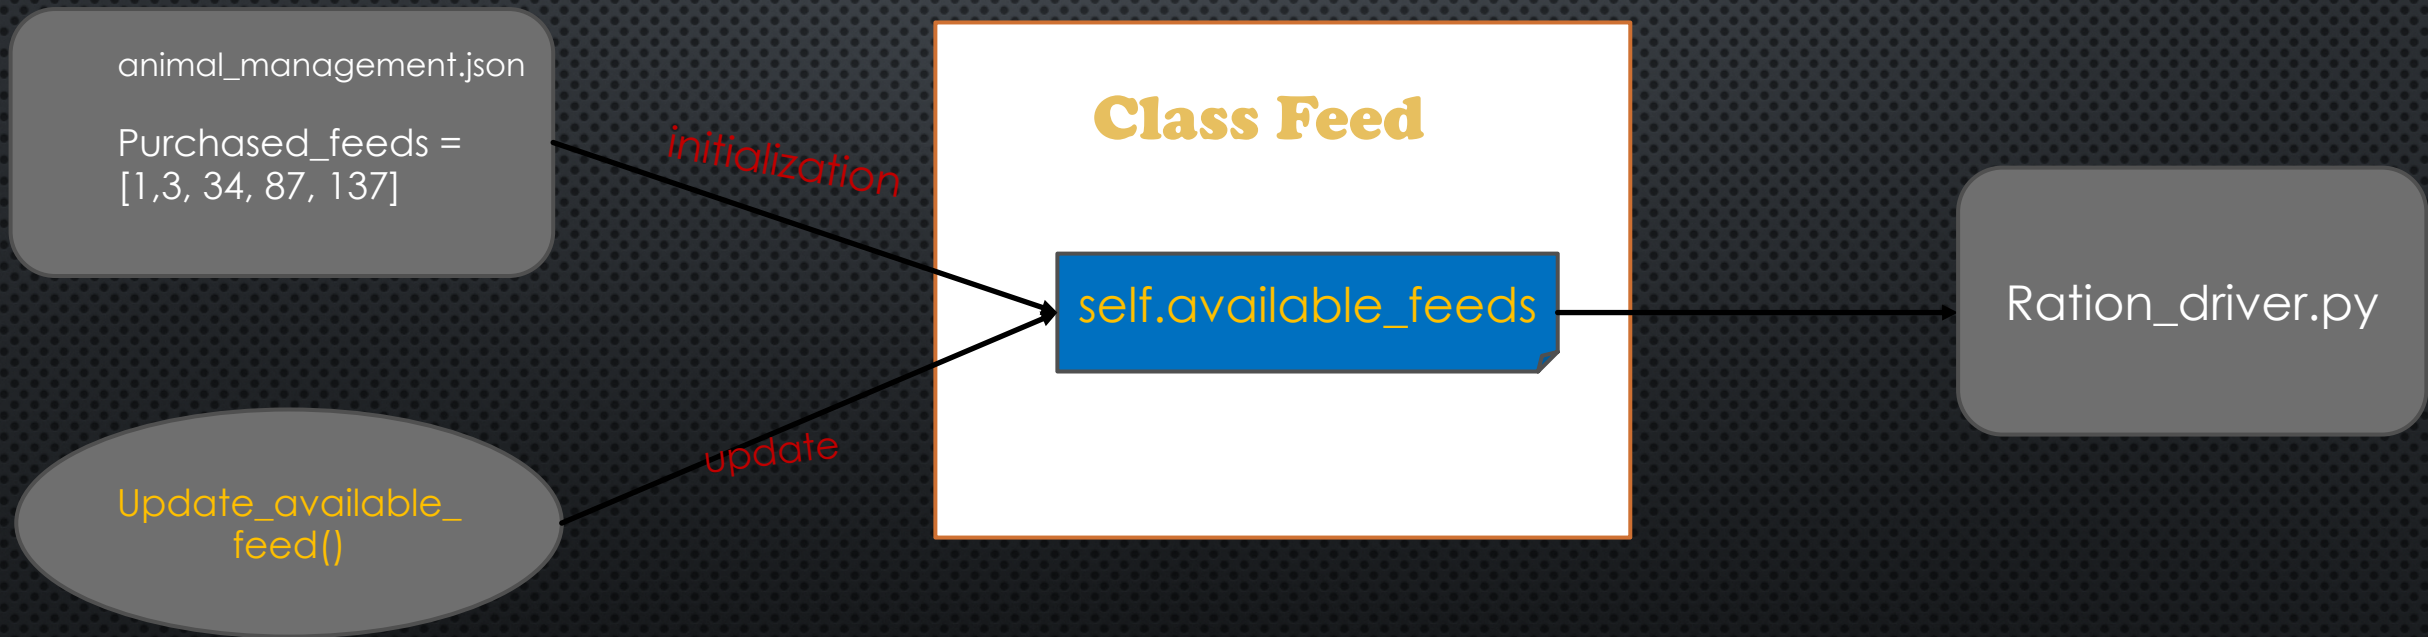 animal_management.json
Purchased_feeds =
[1,3, 34, 87, 137]
initialization
Class Feed
self.available_feeds
Ration_driver.py
update
Update_available_
feed()